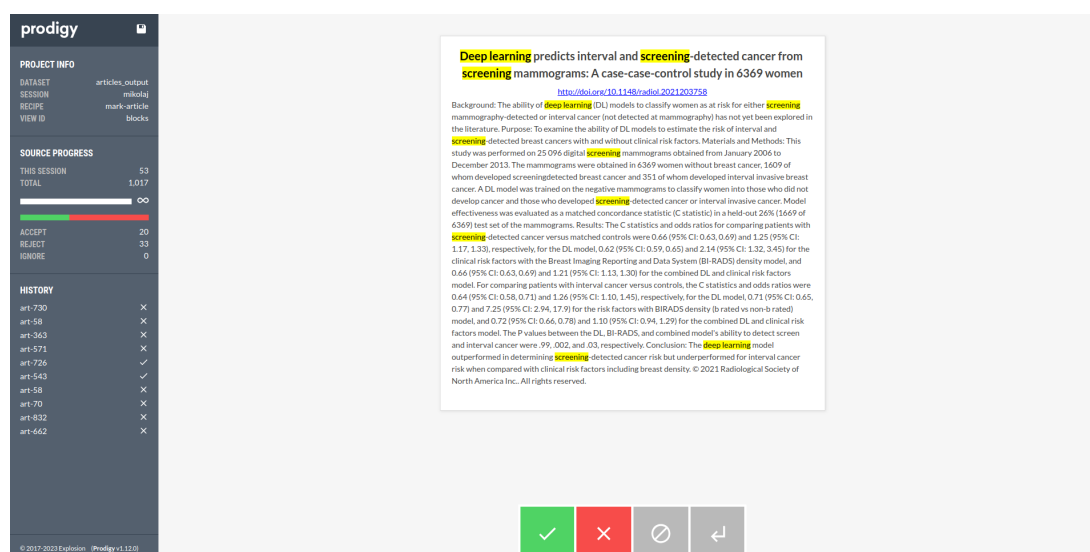 prodigy
PROJECT INFO
DATASET articles_output
SESSION mikolaj
RECIPE mark-article
VIEW ID blocks
SOURCE PROGRESS
THIS SESSION 53
TOTAL 1,017
∞
ACCEPT 20
REJECT 33
IGNORE 0
HISTORY
art-730
art-58
art-363
art-571
art-726
art-543
art-58
art-70
art-832
art-662
© 2017-2023 Explosion (Prodigy v1.12.0)
Deep learning predicts interval and screening-detected cancer from
screening mammograms: A case-case-control study in 6369 women
http://doi.org/10.1148/radiol.2021203758
Background: The ability of deep learning (DL) models to classify women as at risk for either screening
mammography-detected or interval cancer (not detected at mammography) has not yet been explored in
the literature. Purpose: To examine the ability of DL models to estimate the risk of interval and
screening-detected breast cancers with and without clinical risk factors. Materials and Methods: This
study was performed on 25 096 digital screening mammograms obtained from January 2006 to
December 2013. The mammograms were obtained in 6369 women without breast cancer, 1609 of
whom developed screeningdetected breast cancer and 351 of whom developed interval invasive breast
cancer. A DL model was trained on the negative mammograms to classify women into those who did not
develop cancer and those who developed screening-detected cancer or interval invasive cancer. Model
effectiveness was evaluated as a matched concordance statistic (C statistic) in a held-out 26% (1669 of
6369) test set of the mammograms. Results: The C statistics and odds ratios for comparing patients with
screening-detected cancer versus matched controls were 0.66 (95% CI: 0.63, 0.69) and 1.25 (95% CI:
1.17, 1.33), respectively, for the DL model, 0.62 (95% CI: 0.59, 0.65) and 2.14 (95% CI: 1.32, 3.45) for the
clinical risk factors with the Breast Imaging Reporting and Data System (BI-RADS) density model, and
0.66 (95% CI: 0.63, 0.69) and 1.21 (95% CI: 1.13, 1.30) for the combined DL and clinical risk factors
model. For comparing patients with interval cancer versus controls, the C statistics and odds ratios were
0.64 (95% CI: 0.58, 0.71) and 1.26 (95% CI: 1.10, 1.45), respectively, for the DL model, 0.71 (95% CI: 0.65,
0.77) and 7.25 (95% CI: 2.94, 17.9) for the risk factors with BIRADS density (b rated vs non-b rated)
model, and 0.72 (95% CI: 0.66, 0.78) and 1.10 (95% CI: 0.94, 1.29) for the combined DL and clinical risk
factors model. The P values between the DL, BI-RADS, and combined model's ability to detect screen
and interval cancer were .99, .002, and .03, respectively. Conclusion: The deep learning model
outperformed in determining screening-detected cancer risk but underperformed for interval cancer
risk when compared with clinical risk factors including breast density. © 2021 Radiological Society of
North America Inc.. All rights reserved.